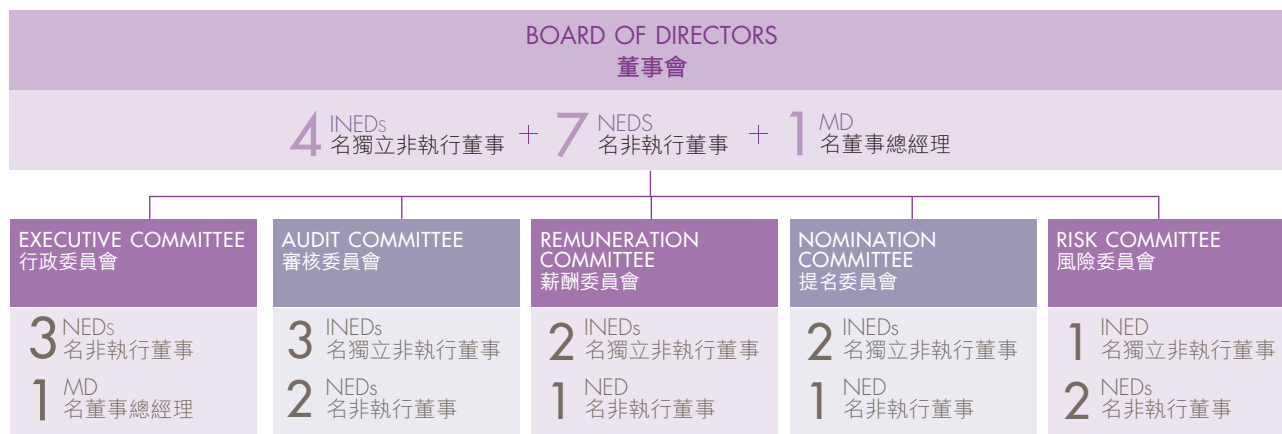 BOARD OF DIRECTORS
董事會
4 INEDs
名獨立非執行董事
+
7 NEDS
名非執行董事
+
1 MD
名董事總經理
EXECUTIVE COMMITTEE
行政委員會
3 NEDs
名非執行董事
1 MD
名董事總經理
AUDIT COMMITTEE
審核委員會
3 INEDs
名獨立非執行董事
2 NEDs
名非執行董事
REMUNERATION
COMMITTEE
薪酬委員會
2 INEDs
名獨立非執行董事
1 NED
名非執行董事
NOMINATION
COMMITTEE
提名委員會
2 INEDs
名獨立非執行董事
1 NED
名非執行董事
RISK COMMITTEE
風險委員會
1 INED
名獨立非執行董事
2 NEDs
名非執行董事